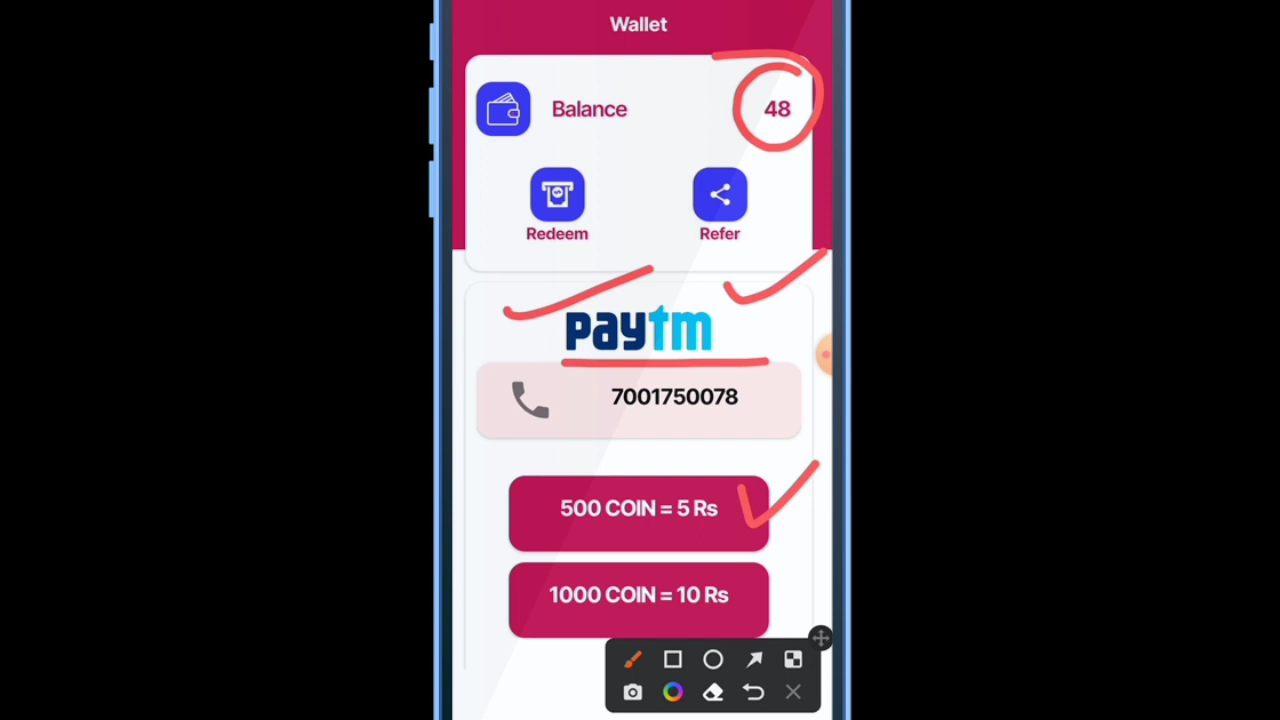 Wallet
Balance 48
Redeem Refer
paytm
7001750078
500 COIN = 5 Rs
1000 COIN = 10 Rs